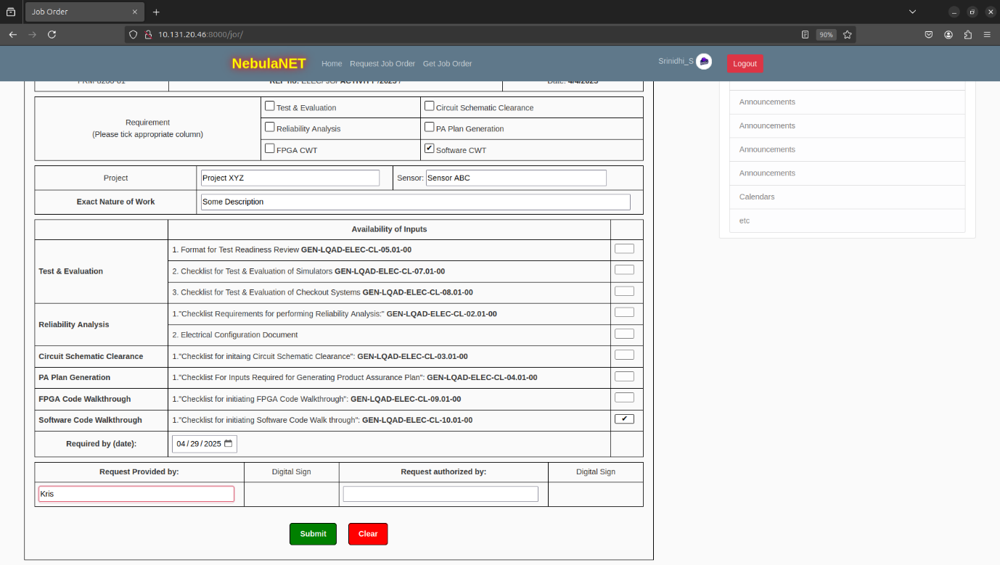 Job Order
10.131.20.46:8000/jor/
90%
NebulaNET
Home
Request Job Order
Get Job Order
Srinidhi_S
Logout
FRM-0200-01
REF no: ELEC/ JO/ ACTIVITY /2025 /
Date: 4/4/2025
Requirement
(Please tick appropriate column)
Test & Evaluation
Circuit Schematic Clearance
Reliability Analysis
PA Plan Generation
FPGA CWT
Software CWT
Project
Project XYZ
Sensor:
Sensor ABC
Exact Nature of Work
Some Description
Availability of Inputs
Test & Evaluation
1. Format for Test Readiness Review GEN-LQAD-ELEC-CL-05.01-00
2. Checklist for Test & Evaluation of Simulators GEN-LQAD-ELEC-CL-07.01-00
3. Checklist for Test & Evaluation of Checkout Systems GEN-LQAD-ELEC-CL-08.01-00
Reliability Analysis
1."Checklist Requirements for performing Reliability Analysis:" GEN-LQAD-ELEC-CL-02.01-00
2. Electrical Configuration Document
Circuit Schematic Clearance
1."Checklist for initaing Circuit Schematic Clearance": GEN-LQAD-ELEC-CL-03.01-00
PA Plan Generation
1."Checklist For Inputs Required for Generating Product Assurance Plan": GEN-LQAD-ELEC-CL-04.01-00
FPGA Code Walkthrough
1."Checklist for initiating FPGA Code Walkthrough": GEN-LQAD-ELEC-CL-09.01-00
Software Code Walkthrough
1."Checklist for initiating Software Code Walk through": GEN-LQAD-ELEC-CL-10.01-00
Required by (date):
04/29/2025
Request Provided by:
Digital Sign
Request authorized by:
Digital Sign
Kris
Submit
Clear
Announcements
Announcements
Announcements
Announcements
Calendars
etc